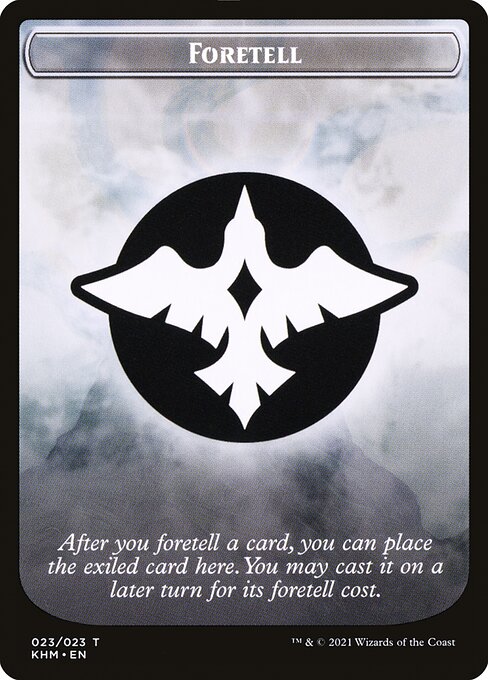 Foretell
After you foretell a card, you can place
the exiled card here. You may cast it on a
later turn for its foretell cost.
023/023 T
KHM • EN
™ & © 2021 Wizards of the Coast